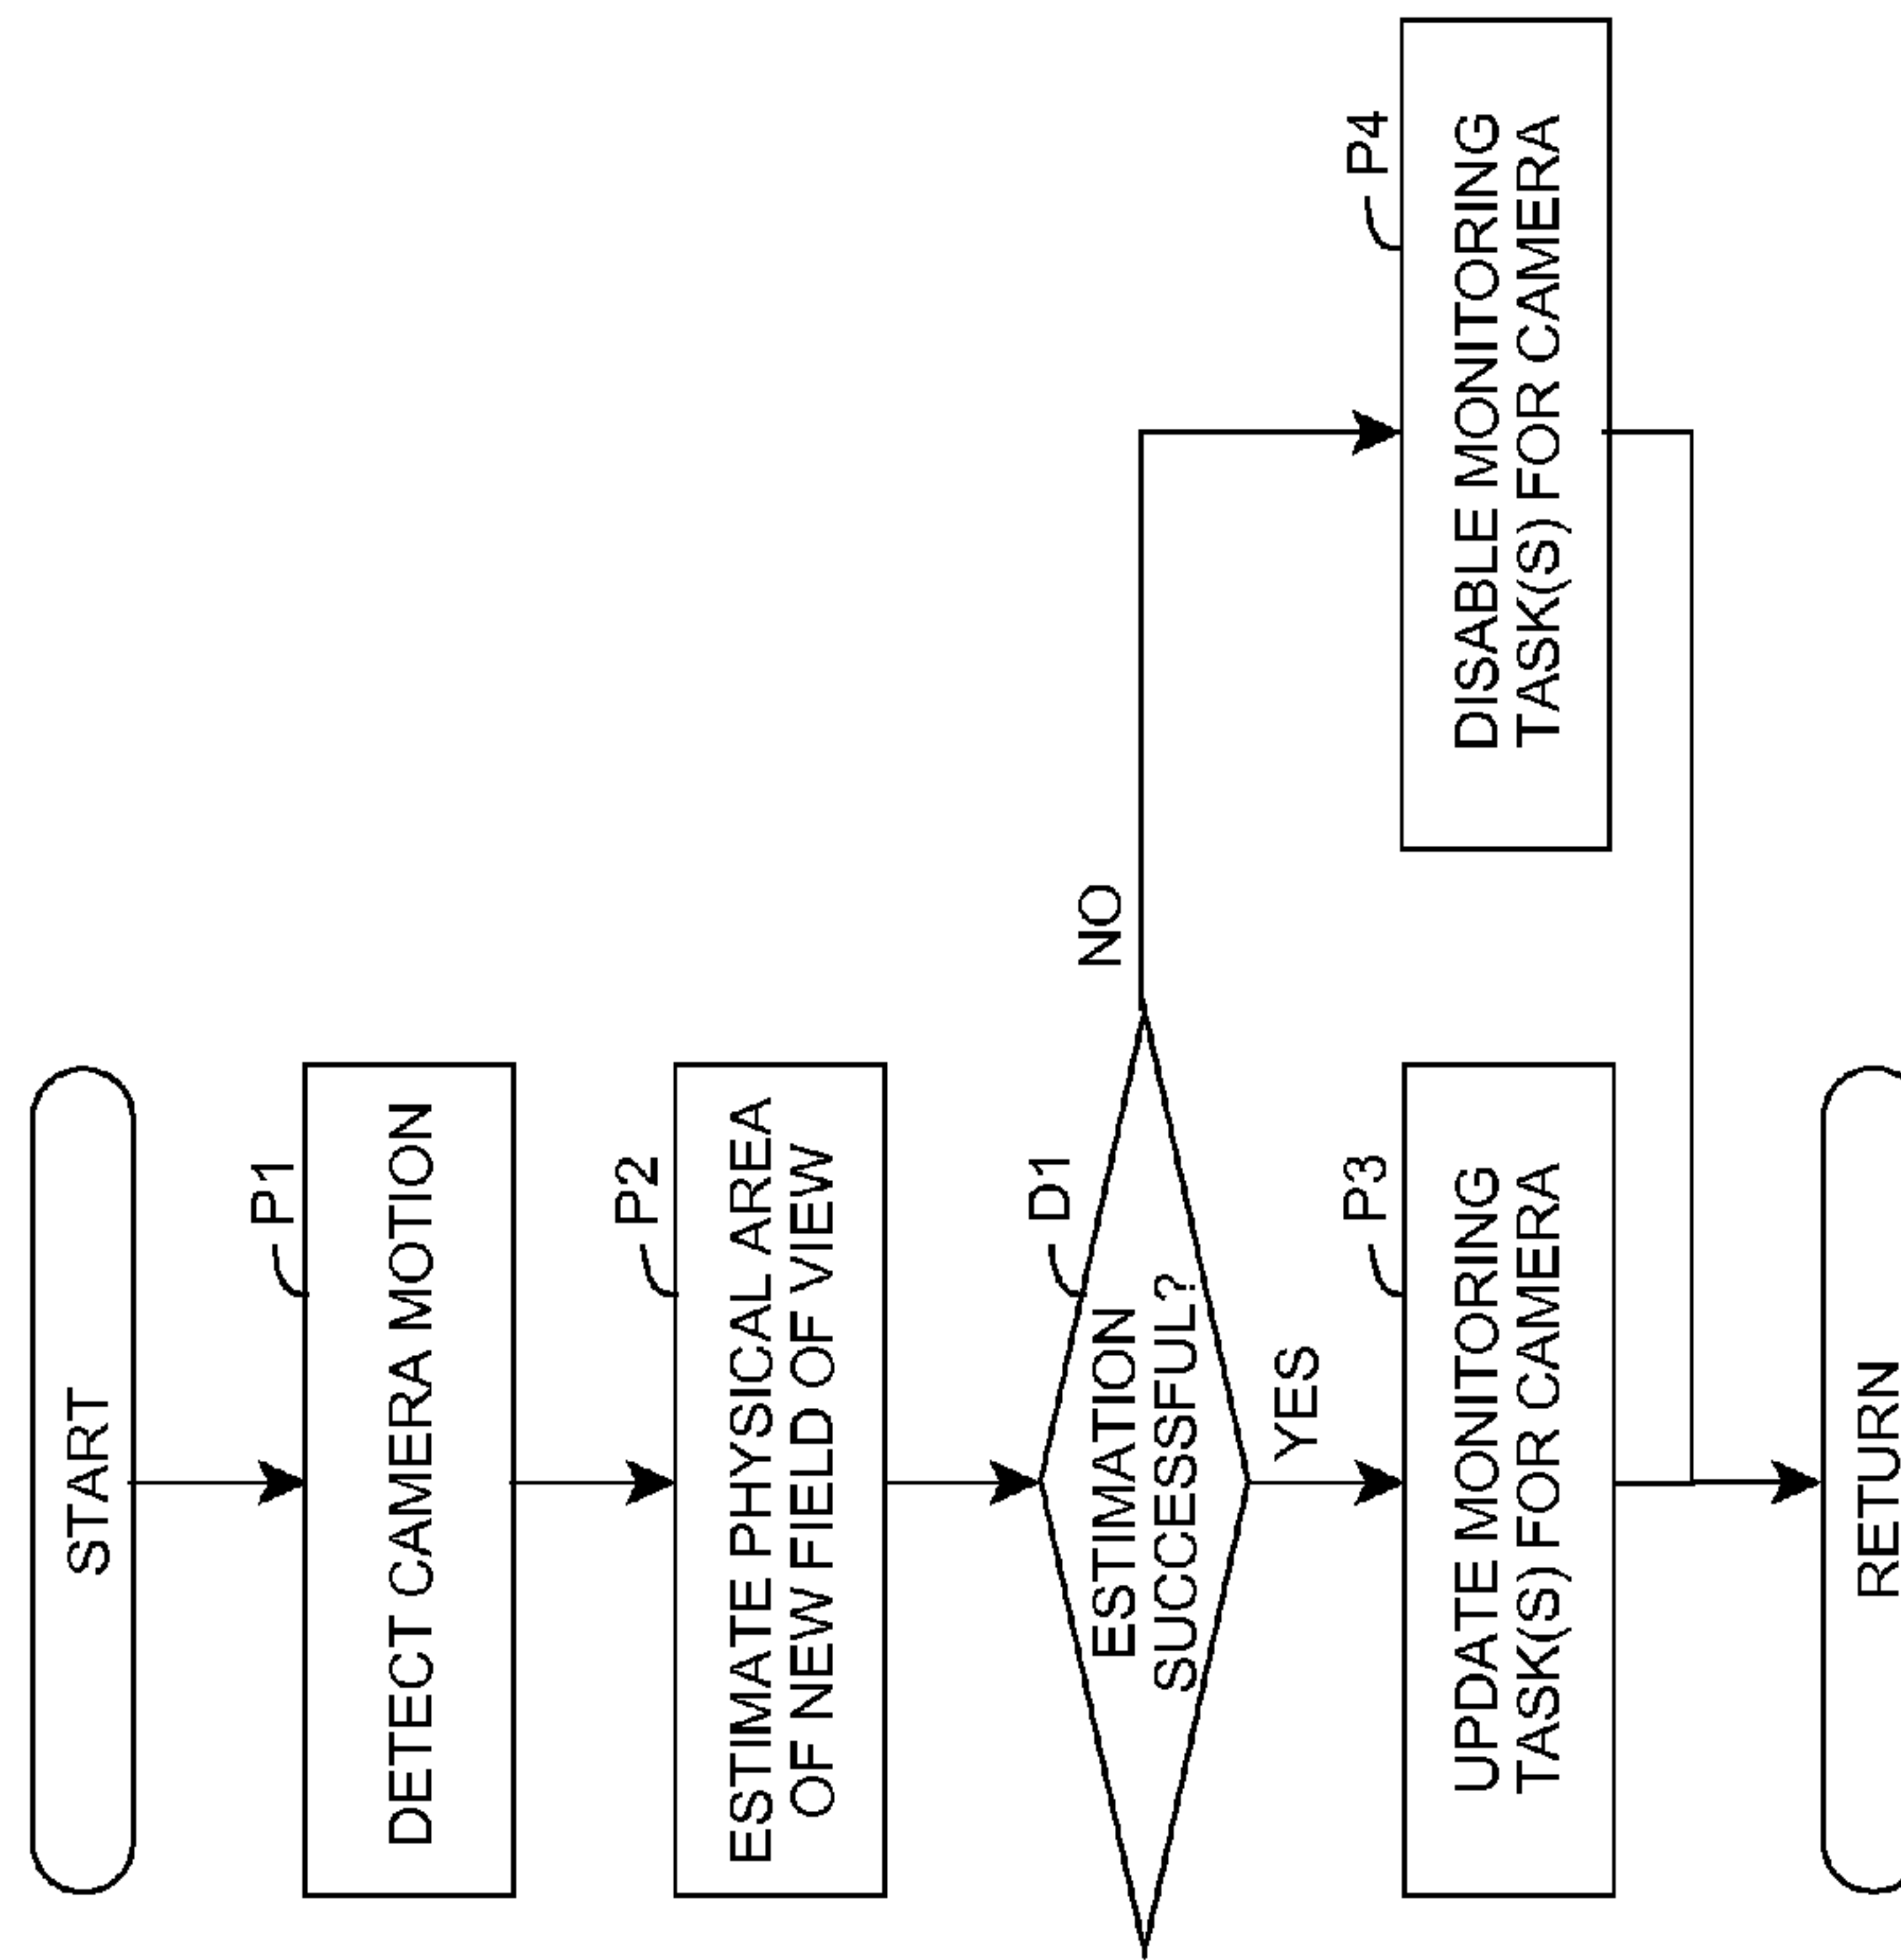 START
P1
DETECT CAMERA MOTION
P2
ESTIMATE PHYSICAL AREA
OF NEW FIELD OF VIEW
D1
ESTIMATION
SUCCESSFUL?
NO
YES
P3
UPDATE MONITORING
TASK(S) FOR CAMERA
P4
DISABLE MONITORING
TASK(S) FOR CAMERA
RETURN